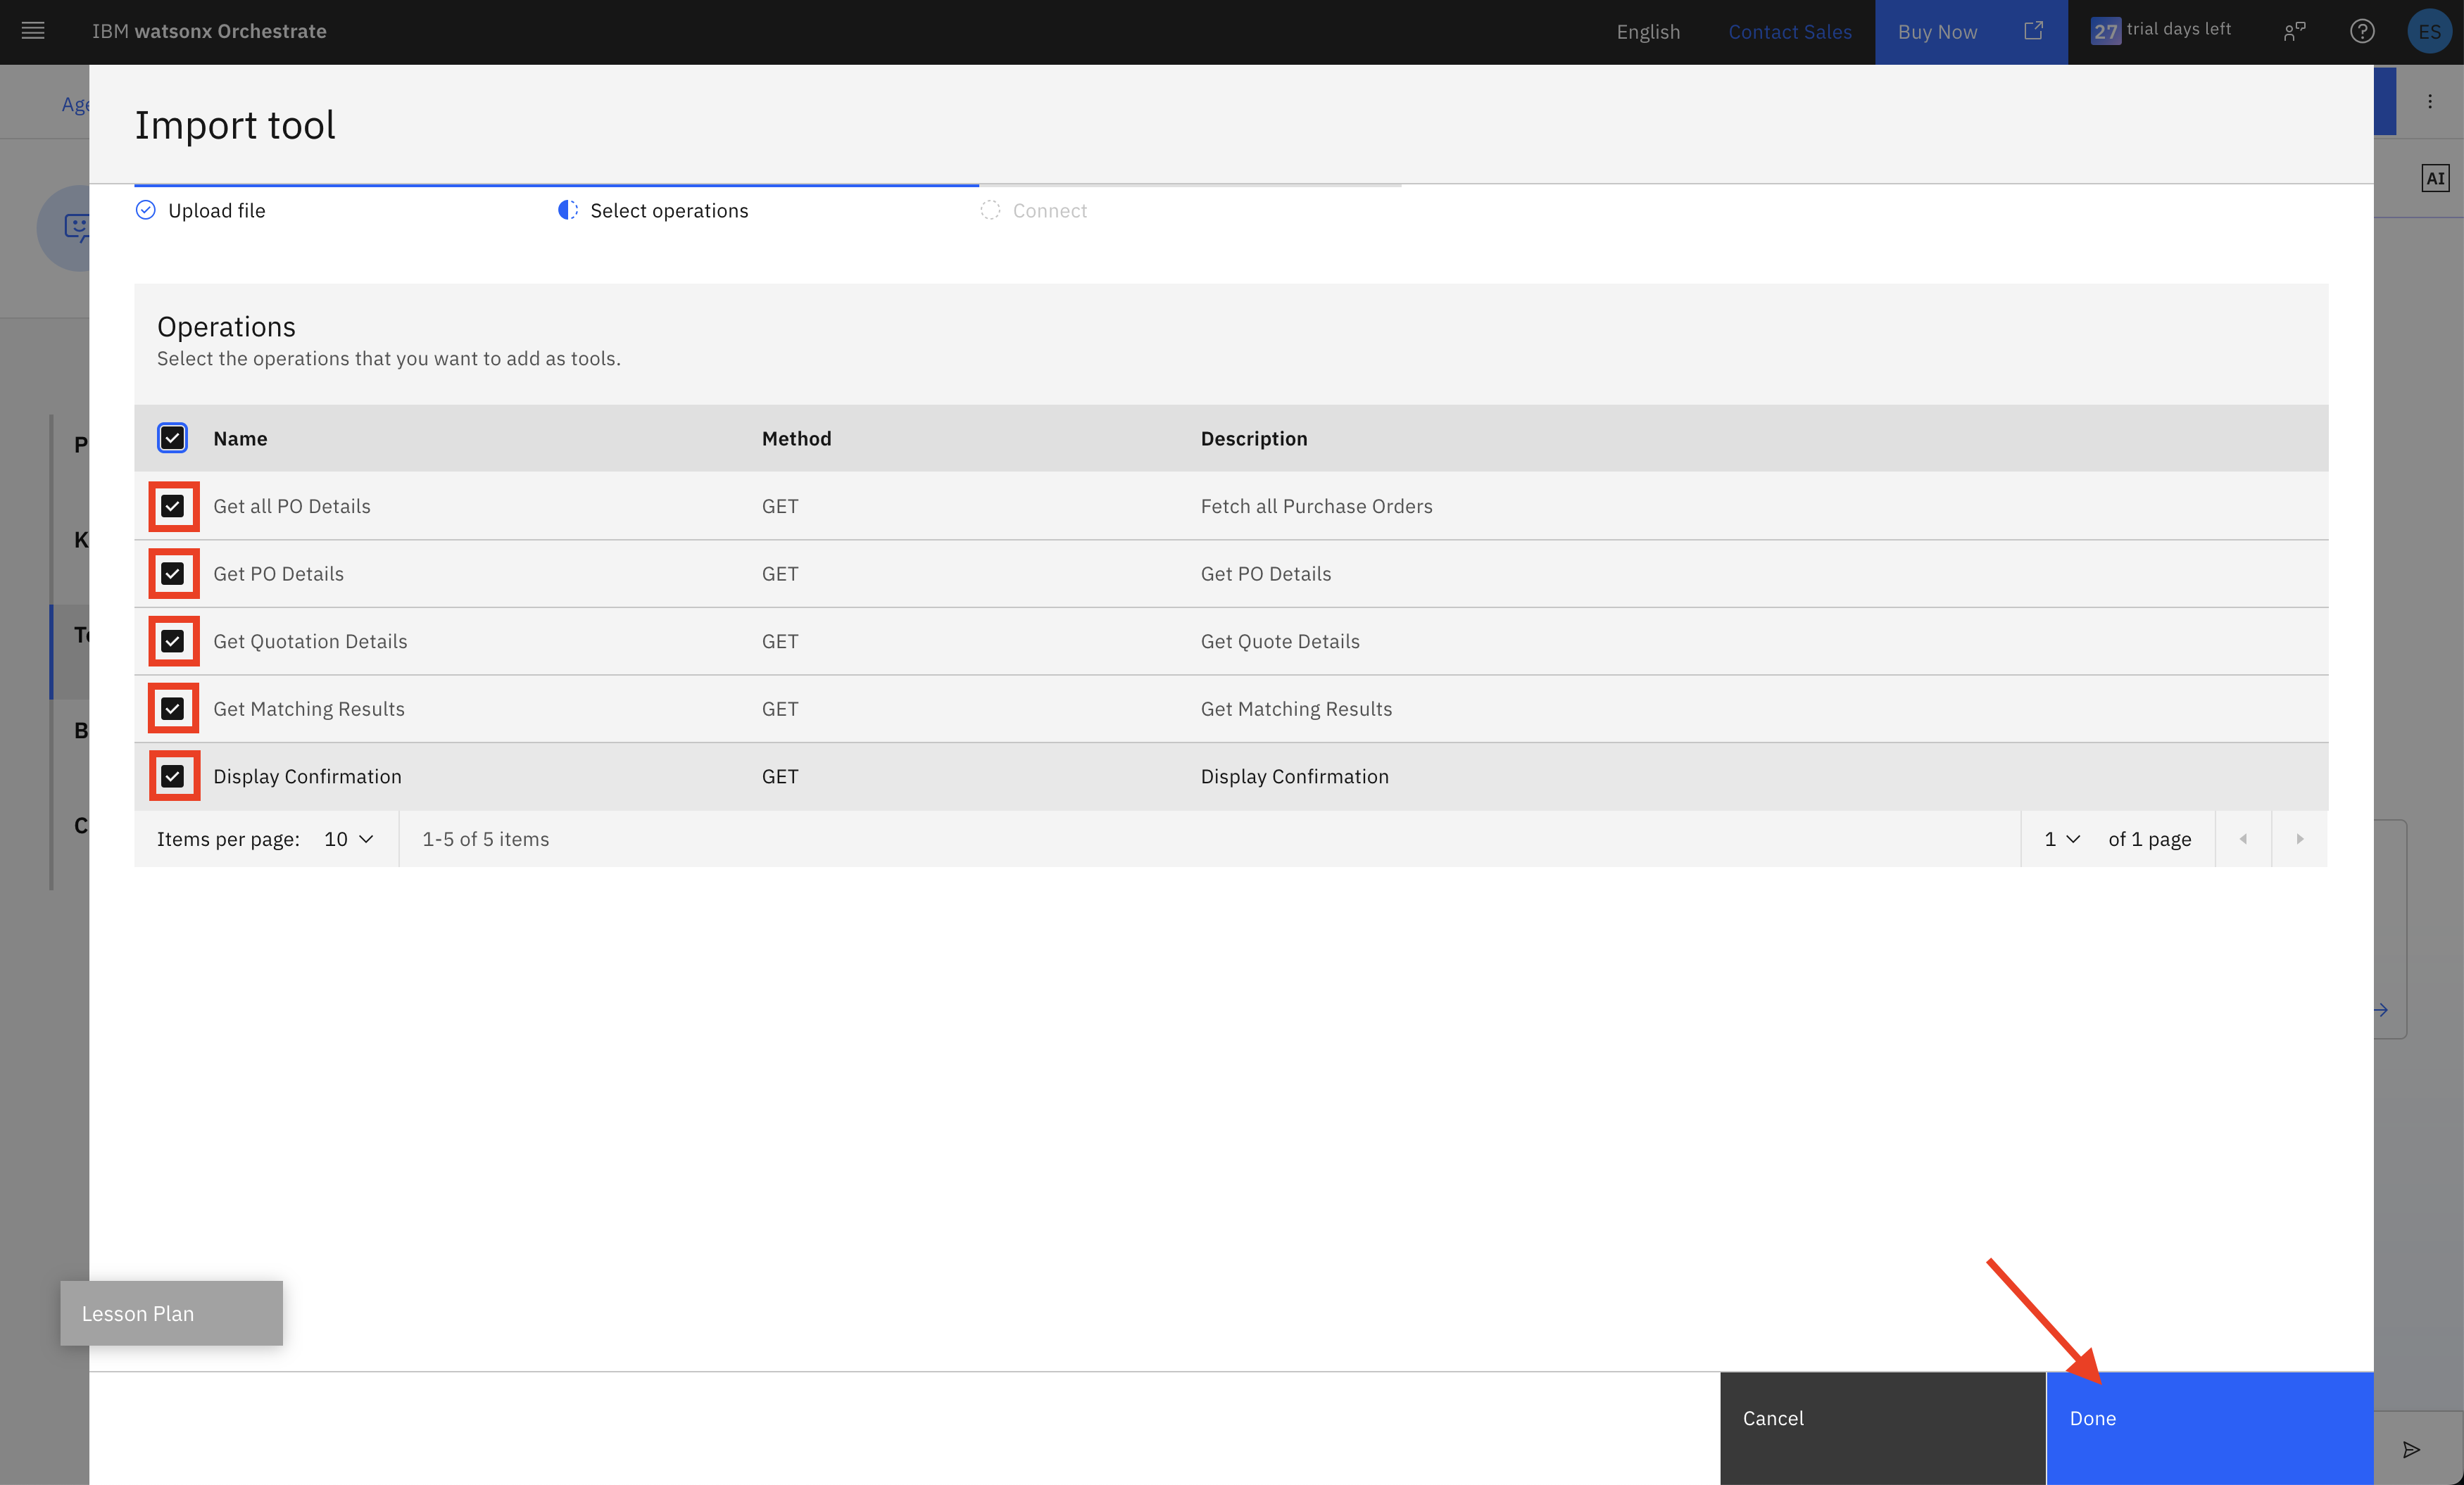 IBM watsonx Orchestrate
English
Contact Sales
Buy Now
27 trial days left
ES
Age
Import tool
AI
Upload file
Select operations
Connect
Operations
Select the operations that you want to add as tools.
Name Method Description
Get all PO Details GET Fetch all Purchase Orders
Get PO Details GET Get PO Details
Get Quotation Details GET Get Quote Details
Get Matching Results GET Get Matching Results
Display Confirmation GET Display Confirmation
Items per page: 10 1-5 of 5 items 1 of 1 page
P
K
To
B
C
Lesson Plan
Cancel
Done